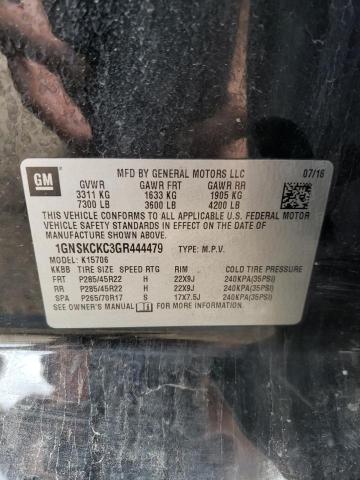 GM
MFD BY GENERAL MOTORS LLC 07/16
GVWR GAWR FRT GAWR RR
3311 KG 1633 KG 1905 KG
7300 LB 3600 LB 4200 LB
THIS VEHICLE CONFORMS TO ALL APPLICABLE U.S. FEDERAL MOTOR
VEHICLE SAFETY AND THEFT PREVENTION STANDARDS IN
EFFECT ON THE DATE OF MANUFACTURE SHOWN ABOVE.
1GNSKCKC3GR444479 TYPE: M.P.V.
MODEL: K15706
KKBB TIRE SIZE SPEED RTG RIM COLD TIRE PRESSURE
FRT P285/45R22 H 22X9J 240KPA(35PSI)
RR P285/45R22 H 22X9J 240KPA(35PSI)
SPA P265/70R17 17X7.5J 240KPA(35PSI)
SEE OWNER'S MANUAL FOR MORE INFORMATION.